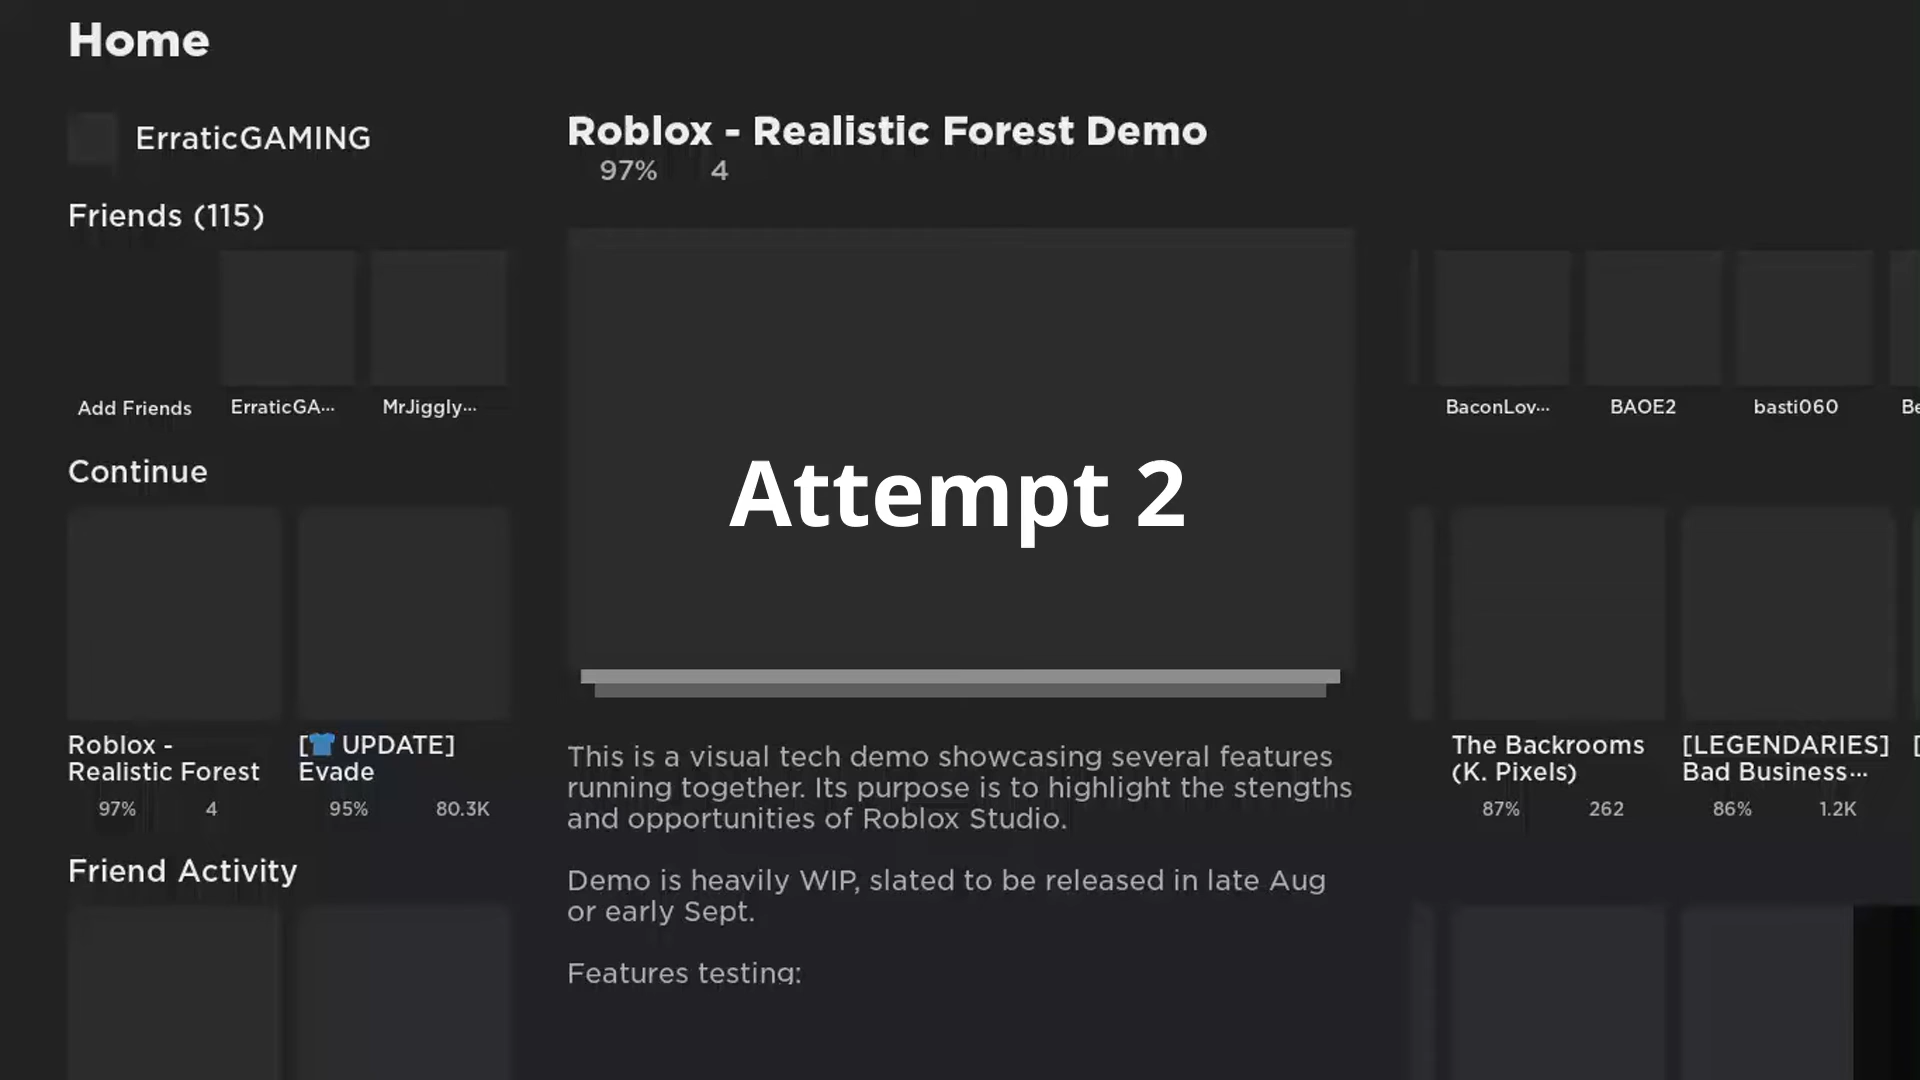 Home
ErraticGAMING
Friends (115)
Add Friends
ErraticGA...
MrJiggly...
Continue
Roblox -
Realistic Forest
97% 4
[👕 UPDATE]
Evade
95% 80.3K
Friend Activity
Roblox - Realistic Forest Demo
97% 4
Attempt 2
This is a visual tech demo showcasing several features
running together. Its purpose is to highlight the stengths
and opportunities of Roblox Studio.
Demo is heavily WIP, slated to be released in late Aug
or early Sept.
Features testing:
BaconLov...
BAOE2
basti060
The Backrooms
(K. Pixels)
87% 262
[LEGENDARIES]
Bad Business...
86% 1.2K